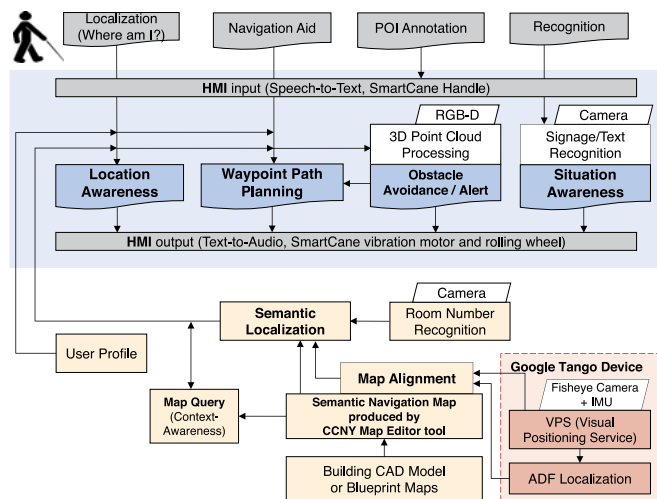 Localization
(Where am I?)
Navigation Aid
POI Annotation
Recognition
HMI input (Speech-to-Text, SmartCane Handle)
RGB-D
Camera
3D Point Cloud
Processing
Signage/Text
Recognition
Location
Awareness
Waypoint Path
Planning
Obstacle
Avoidance / Alert
Situation
Awareness
HMI output (Text-to-Audio, SmartCane vibration motor and rolling wheel)
Camera
Semantic
Localization
Room Number
Recognition
User Profile
Map Alignment
Google Tango Device
Fisheye Camera
+ IMU
Map Query
(Context-
Awareness)
Semantic Navigation Map
produced by
CCNY Map Editor tool
VPS (Visual
Positioning Service)
Building CAD Model
or Blueprint Maps
ADF Localization